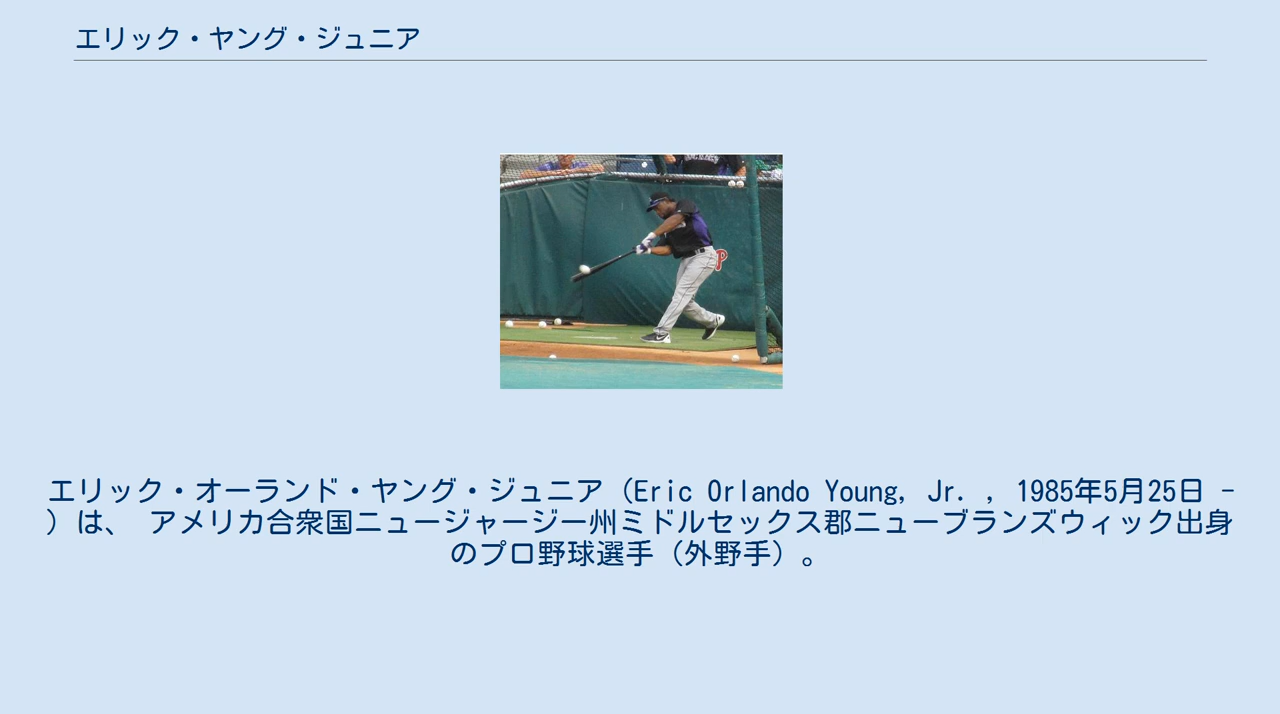 エリック・ヤング・ジュニア
P
エリック・オーランド・ヤング・ジュニア（Eric Orlando Young, Jr. , 1985年5月25日 -
）は、 アメリカ合衆国ニュージャージー州ミドルセックス郡ニューブランズウィック出身
のプロ野球選手（外野手）。